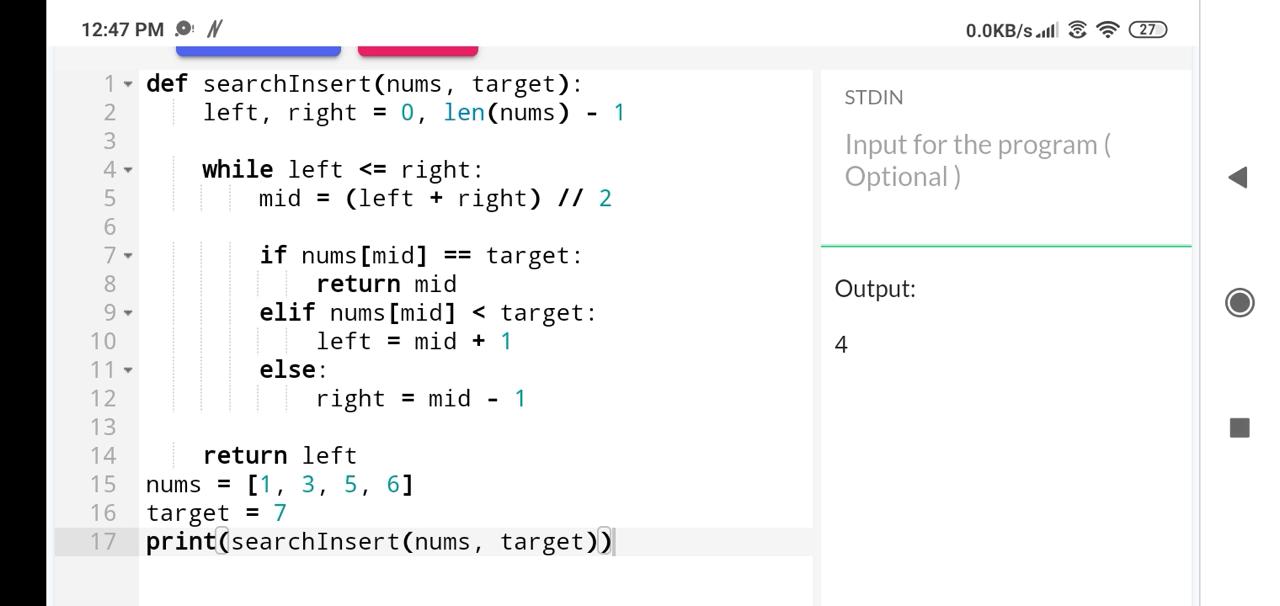 12:47 PM
0.0KB/s
27
1 def searchInsert(nums, target):
2 left, right = 0, len(nums) - 1
3
4 while left <= right:
5 mid = (left + right) // 2
6
7 if nums[mid] == target:
8 return mid
9 elif nums[mid] < target:
10 left = mid + 1
11 else:
12 right = mid - 1
13
14 return left
15 nums = [1, 3, 5, 6]
16 target = 7
17 print(searchInsert(nums, target))
STDIN
Input for the program (
Optional )
Output:
4